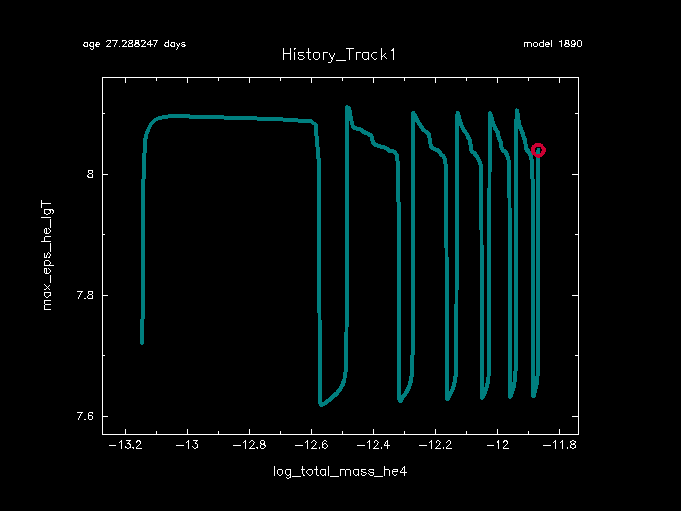 age 27.288247 days
model 1890
History_Track1
8
7.8
7.6
max_eps_he_lgT
−13.2 −13 −12.8 −12.6 −12.4 −12.2 −12 −11.8
log_total_mass_he4